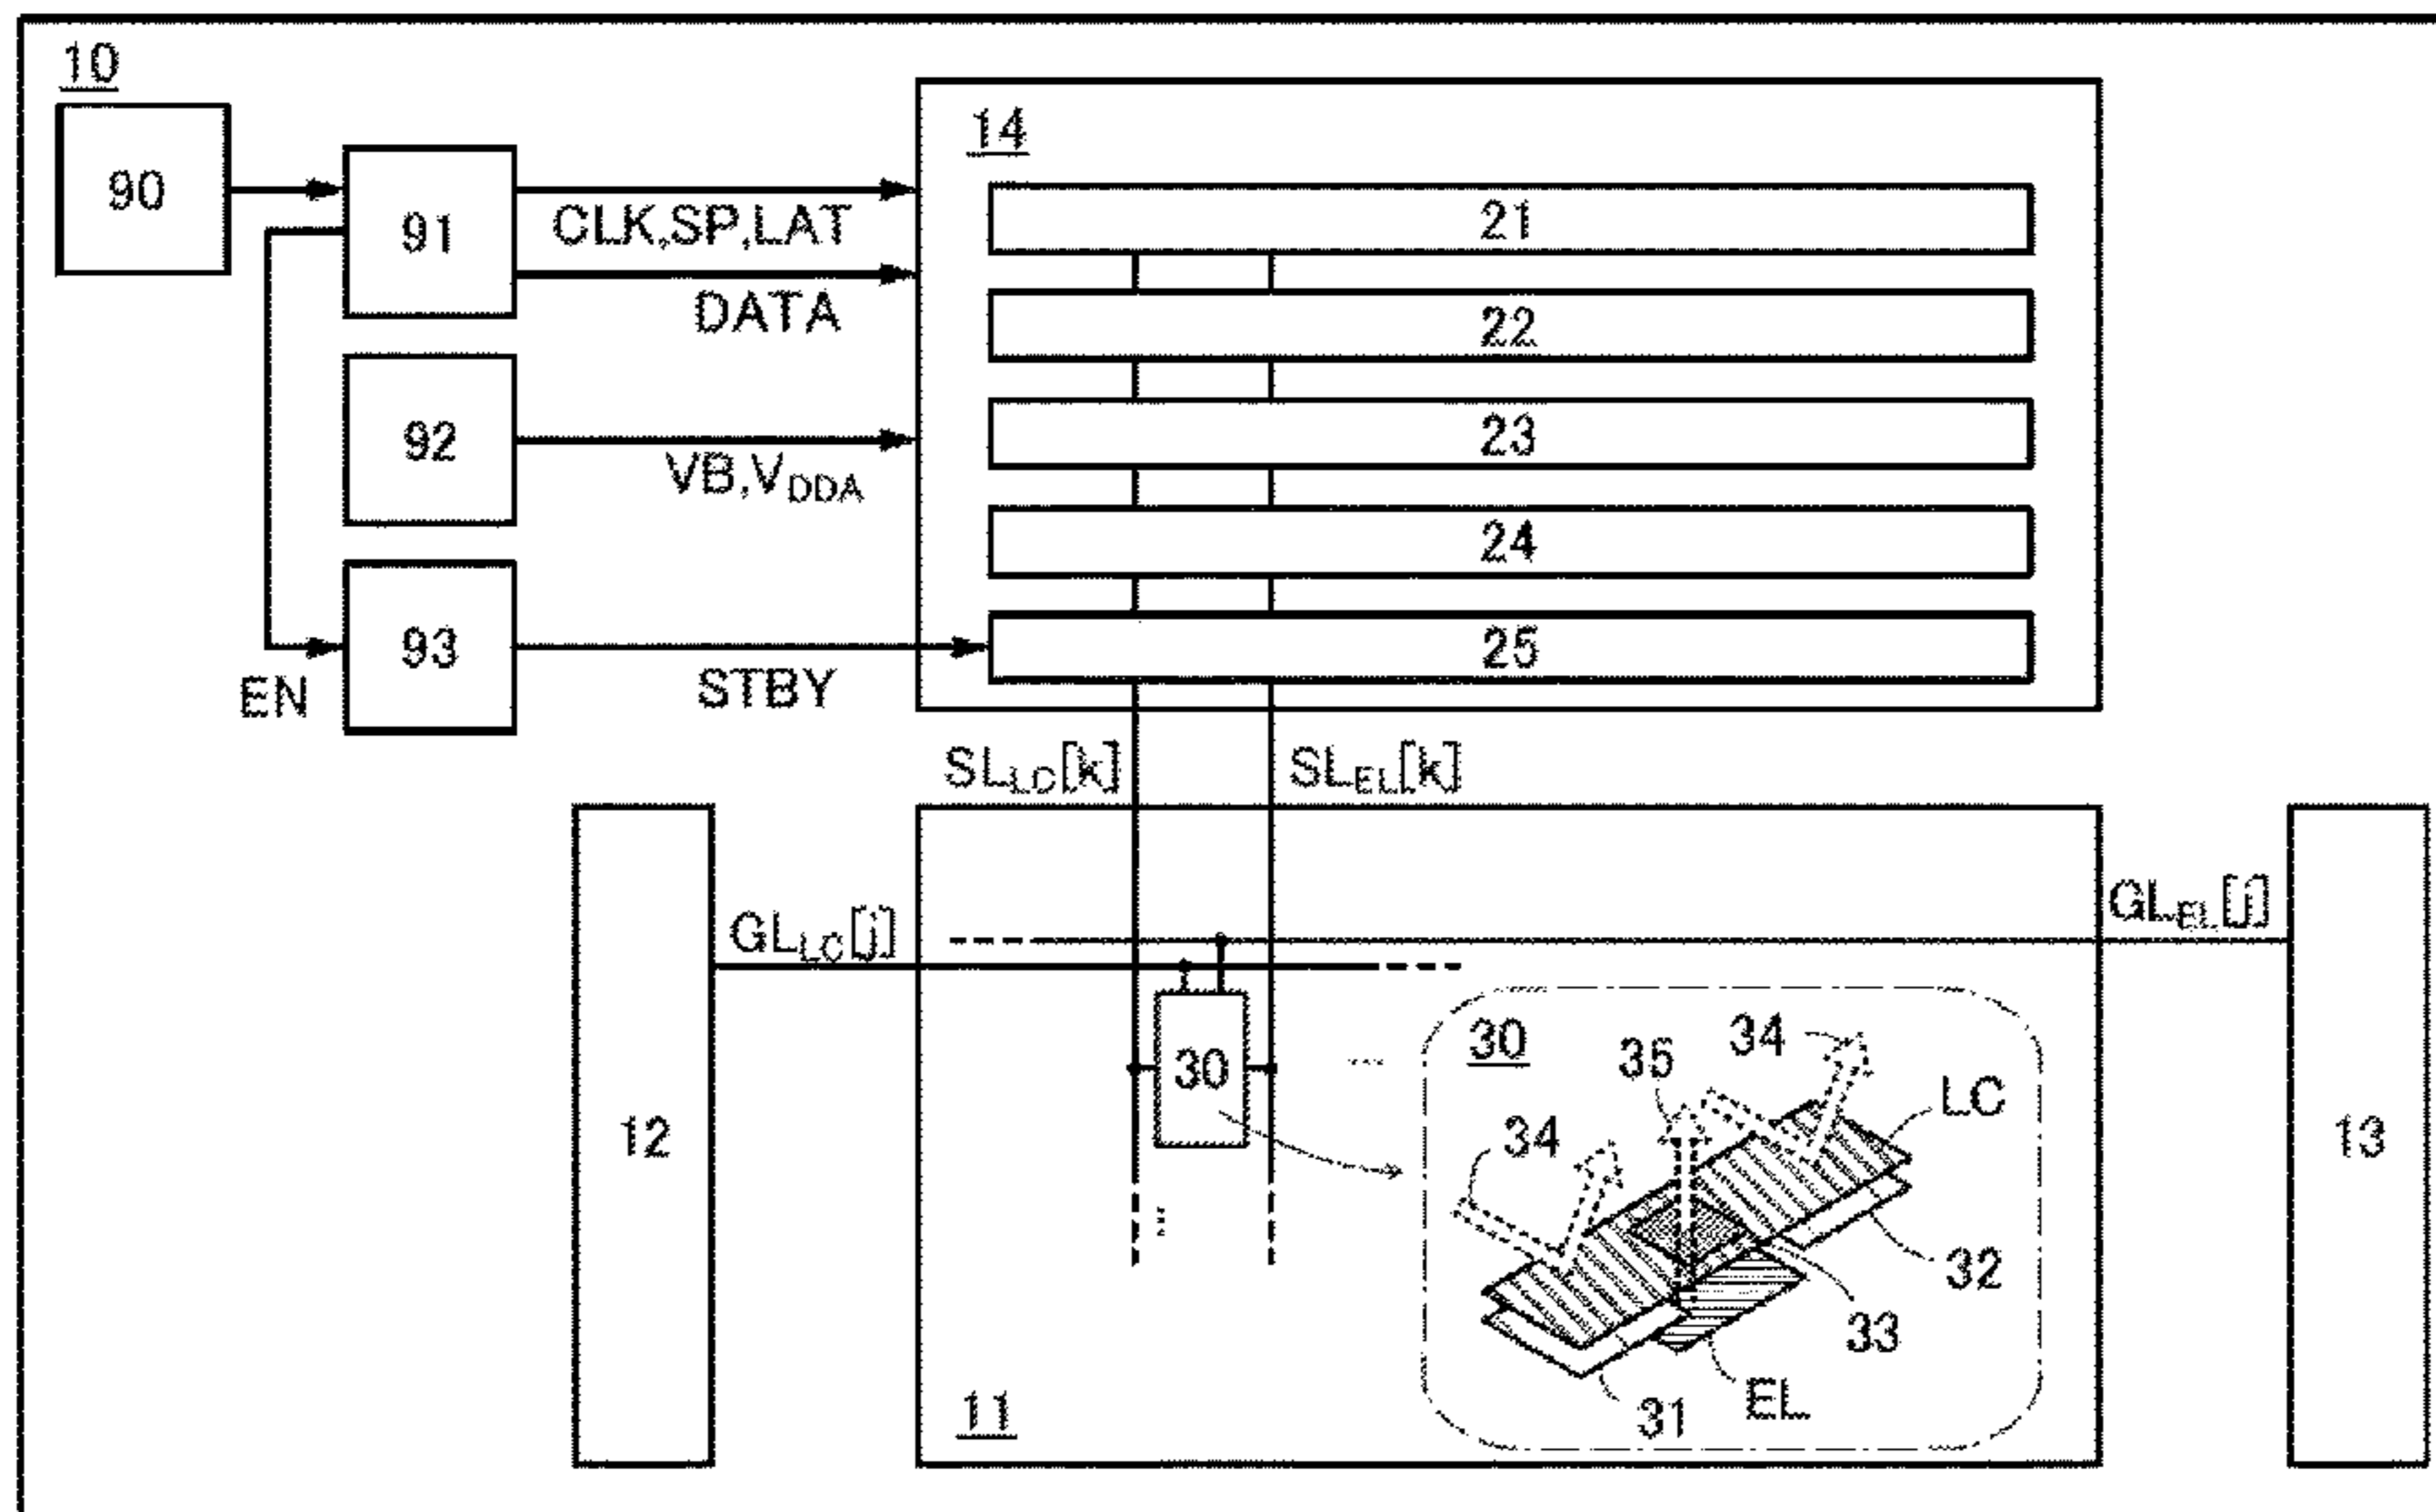 10
90
91
CLK,SP,LAT
DATA
92
VB,VDDA
93
EN
STBY
14
21
22
23
24
25
SLLC[k]
SLEL[k]
12
GLLC[j]
GLEL[j]
13
30
30
34
35
34
LC
32
33
31
EL
11